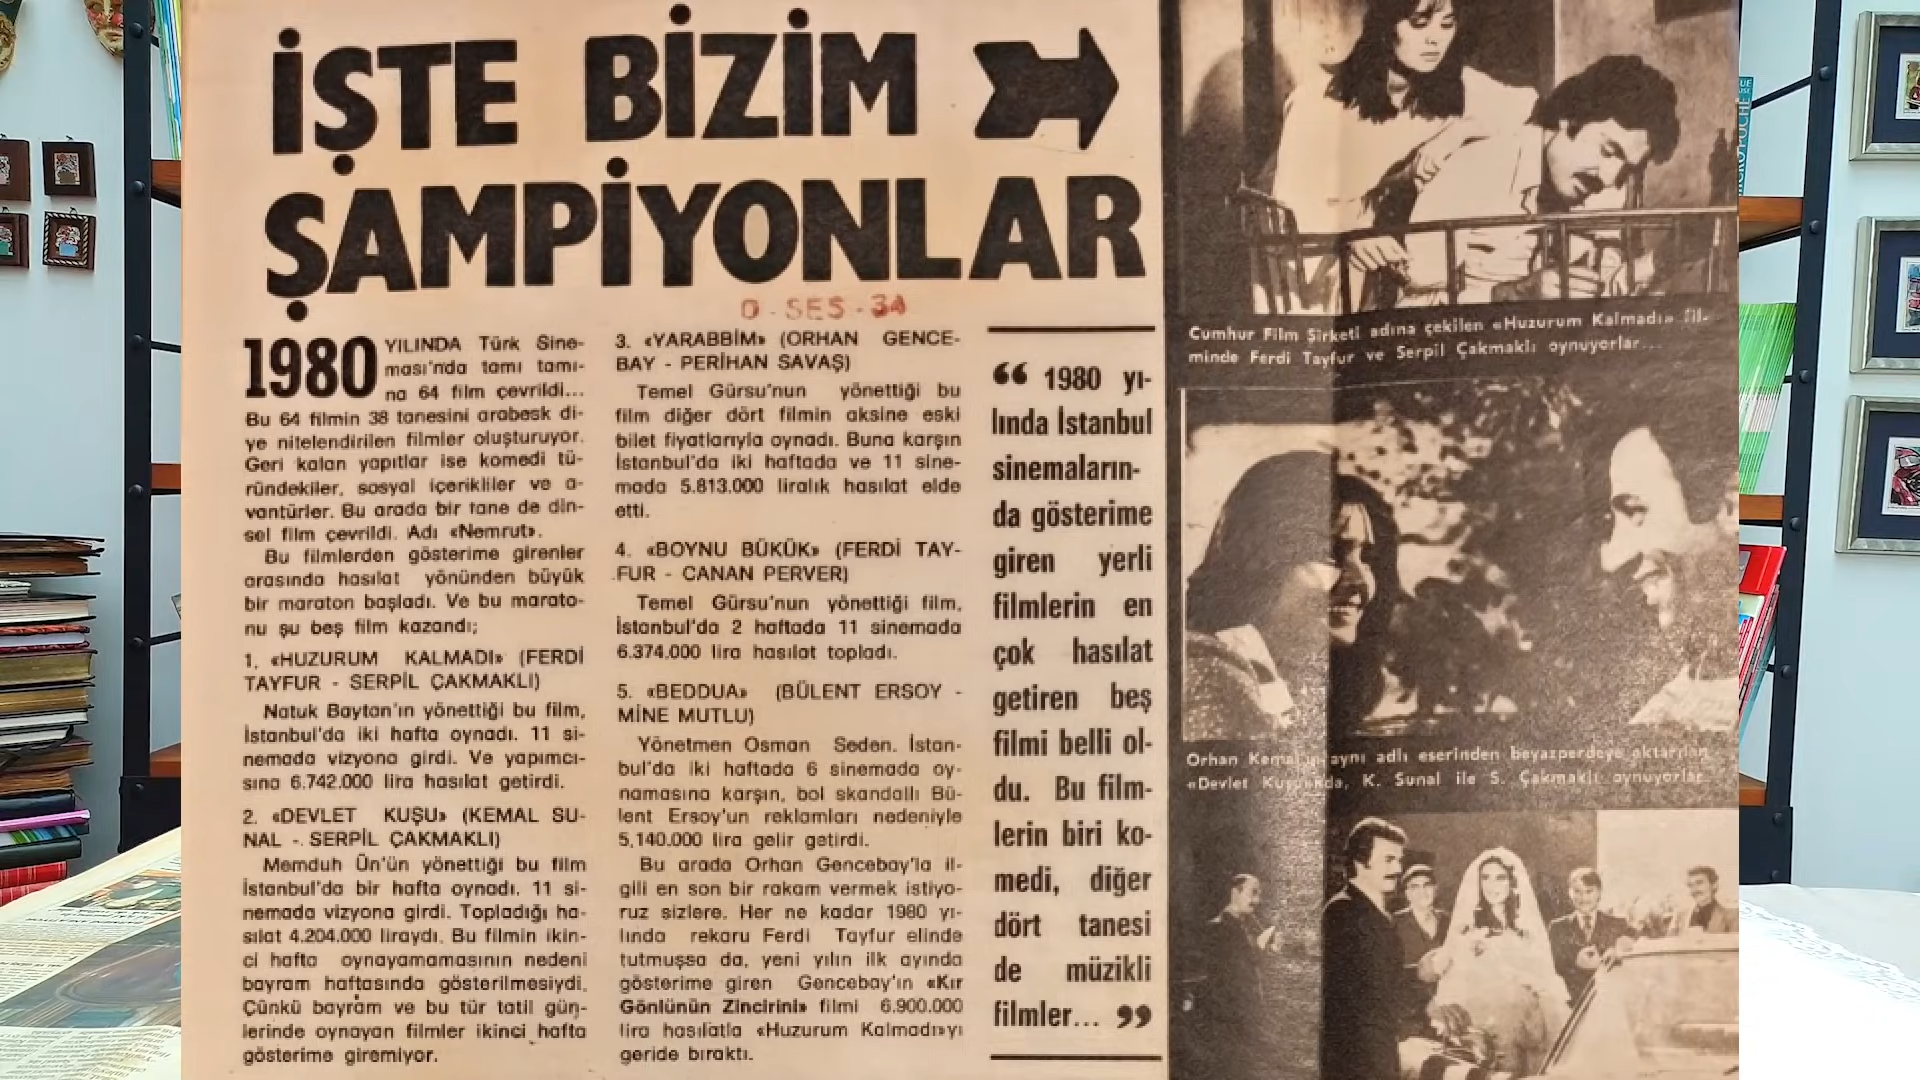 İŞTE BİZİM
ŞAMPİYONLAR
O - SES - 34
1980 YILINDA Türk Sine-
ması'nda tamı tamı-
na 64 film çevrildi...
Bu 64 filmin 38 tanesini arabesk di-
ye nitelendirilen filmler oluşturuyor.
Geri kalan yapıtlar ise komedi tü-
ründekiler, sosyal içerikliler ve a-
vantürler. Bu arada bir tane de din-
sel film çevrildi. Adı «Nemrut».
Bu filmlerden gösterime girenler
arasında hasılat yönünden büyük
bir maraton başladı. Ve bu marato-
nu şu beş film kazandı;
1. «HUZURUM KALMADI» (FERDİ
TAYFUR - SERPİL ÇAKMAKLI)
Natuk Baytan'ın yönettiği bu film,
İstanbul'da iki hafta oynadı. 11 si-
nemada vizyona girdi. Ve yapımcı-
sına 6.742.000 lira hasılat getirdi.
2. «DEVLET KUŞU» (KEMAL SU-
NAL - SERPİL ÇAKMAKLI)
Memduh Ün'ün yönettiği bu film
İstanbul'da bir hafta oynadı. 11 si-
nemada vizyona girdi. Topladığı ha-
sılat 4.204.000 liraydı. Bu filmin ikin-
ci hafta oynayamamasının nedeni
bayram haftasında gösterilmesiydi.
Çünkü bayram ve bu tür tatil gün-
lerinde oynayan filmler ikinci hafta
gösterime giremiyor.
3. «YARABBİM» (ORHAN GENCE-
BAY - PERİHAN SAVAŞ)
Temel Gürsu'nun yönettiği bu
film diğer dört filmin aksine eski
bilet fiyatlarıyla oynadı. Buna karşın
İstanbul'da iki haftada ve 11 sine-
mada 5.813.000 liralık hasılat elde
etti.
4. «BOYNU BÜKÜK» (FERDİ TAY-
FUR - CANAN PERVER)
Temel Gürsu'nun yönettiği film,
İstanbul'da 2 haftada 11 sinemada
6.374.000 lira hasılat topladı.
5. «BEDDUA» (BÜLENT ERSOY -
MİNE MUTLU)
Yönetmen Osman Seden. İstan-
bul'da iki haftada 6 sinemada oy-
namasına karşın, bol skandallı Bü-
lent Ersoy'un reklamları nedeniyle
5.140.000 lira gelir getirdi.
Bu arada Orhan Gencebay'la il-
gili en son bir rakam vermek istiyo-
ruz sizlere. Her ne kadar 1980 yı-
lında rekaru Ferdi Tayfur elinde
tutmuşsa da, yeni yılın ilk ayında
gösterime giren Gencebay'ın «Kır
Gönlünün Zincirini» filmi 6.900.000
lira hasılatla «Huzurum Kalmadı»yı
geride bıraktı.
“ 1980 yı-
lında İstanbul
sinemaların-
da gösterime
giren yerli
filmlerin en
çok hasılat
getiren beş
filmi belli ol-
du. Bu film-
lerin biri ko-
medi, diğer
dört tanesi
de müzikli
filmler... ”
Cumhur Film Şirketi adına çekilen «Huzurum Kalmadı» fil-
minde Ferdi Tayfur ve Serpil Çakmaklı oynuyorlar...
Orhan Kemal'in aynı adlı eserinden beyazperdeye aktarılan
«Devlet Kuşu»nda, K. Sunal ile S. Çakmaklı oynuyorlar